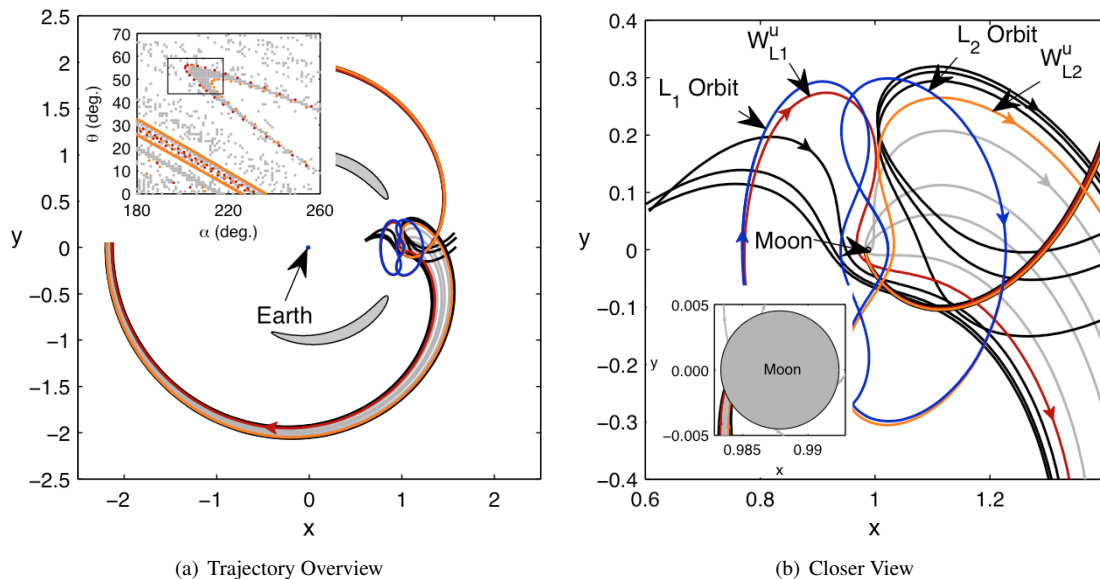 2.5
2
1.5
1
0.5
0
−0.5
−1
−1.5
−2
−2.5
y
−2
−1
0
1
2
x
70
60
50
40
30
20
10
0
θ (deg.)
180
220
260
α (deg.)
Earth
(a) Trajectory Overview
0.4
0.3
0.2
0.1
0
−0.1
−0.2
−0.3
−0.4
y
0.6
0.8
1
1.2
x
L1 Orbit
W^u_L1
L2 Orbit
W^u_L2
Moon
0.005
0.000
−0.005
y
Moon
0.985
0.99
x
(b) Closer View